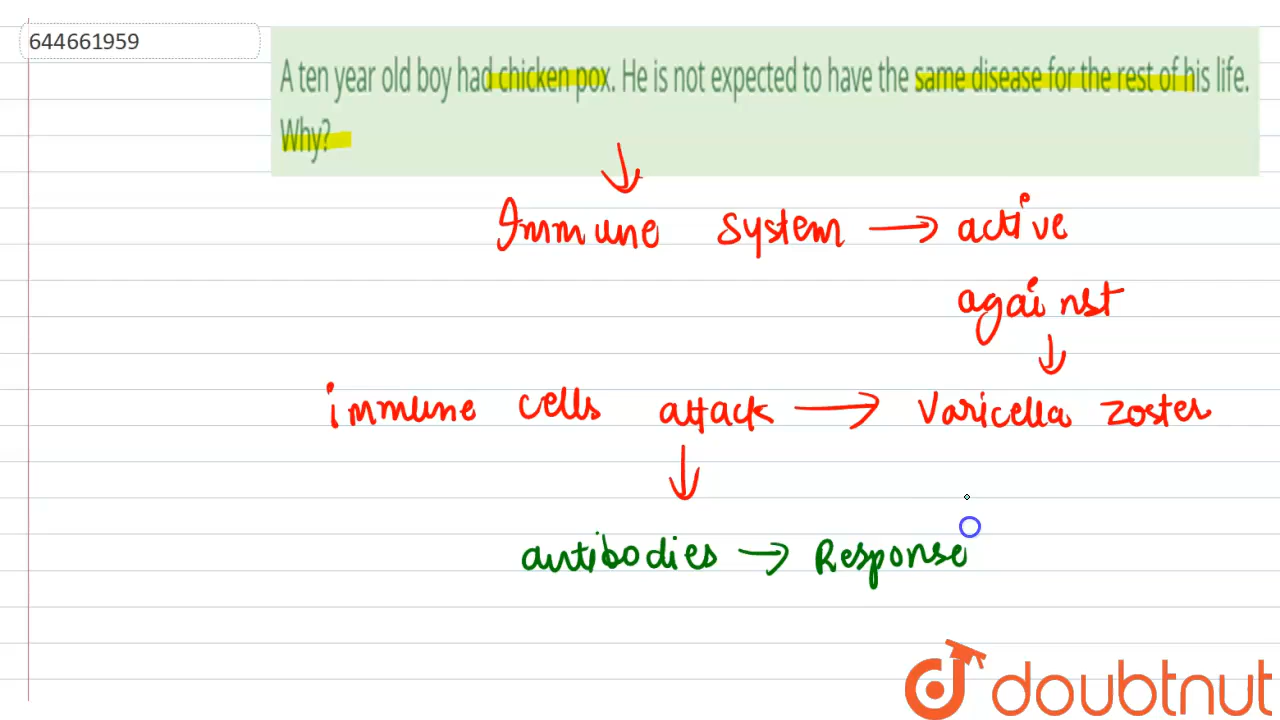 644661959
A ten year old boy had chicken pox. He is not expected to have the same disease for the rest of his life.
Why?
Immune system → active
against
immune cells attack → Varicella zoster
antibodies → Response
doubtnut